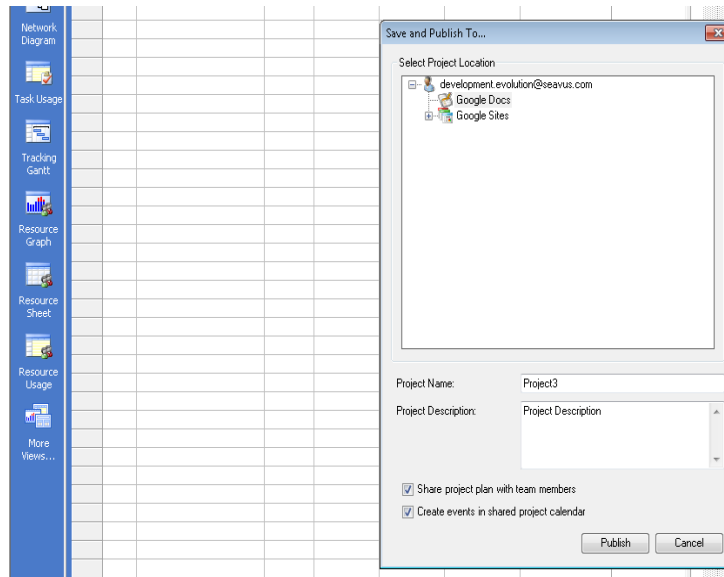 Network
Diagram
Task Usage
Tracking
Gantt
Resource
Graph
Resource
Sheet
Resource
Usage
More
Views...
Save and Publish To...
Select Project Location
development.evolution@seavus.com
Google Docs
Google Sites
Project Name:
Project3
Project Description:
Project Description
Share project plan with team members
Create events in shared project calendar
Publish
Cancel